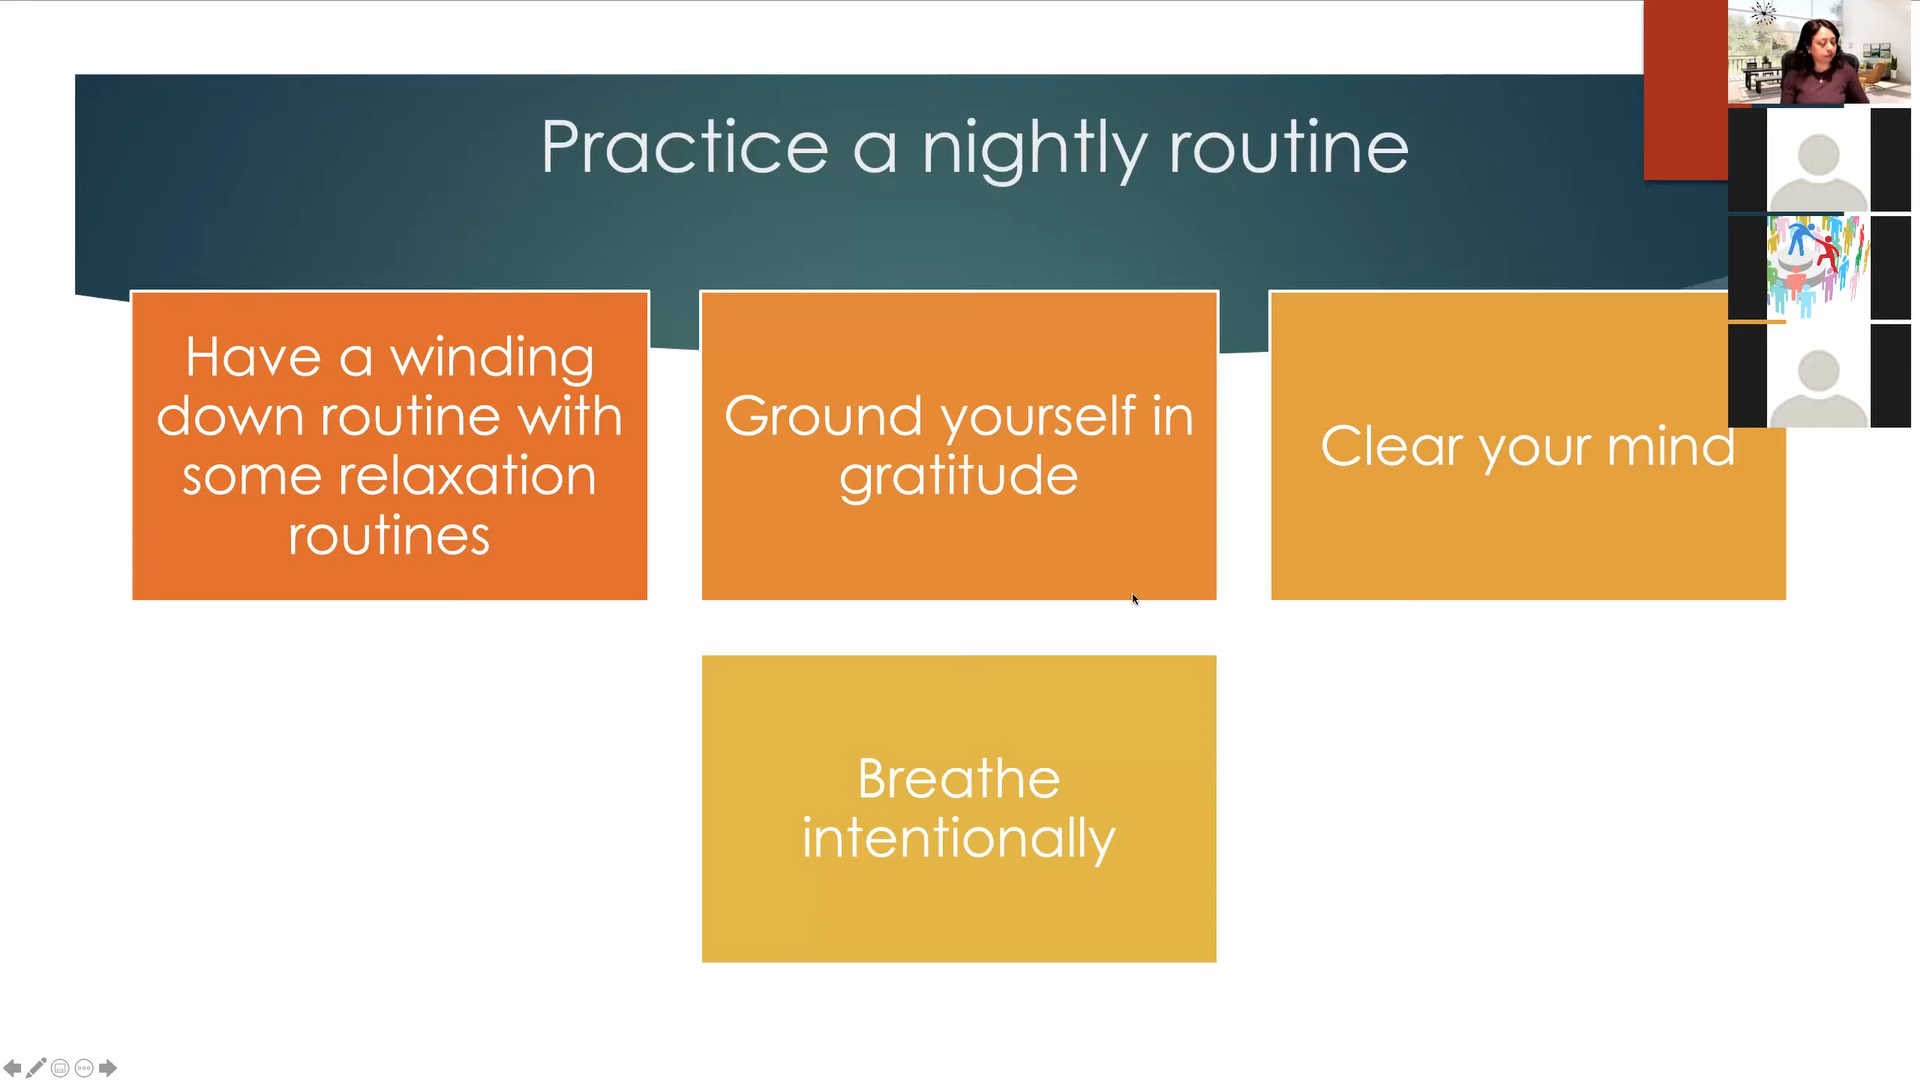 Practice a nightly routine
Have a winding
down routine with
some relaxation
routines
Ground yourself in
gratitude
Clear your mind
Breathe
intentionally